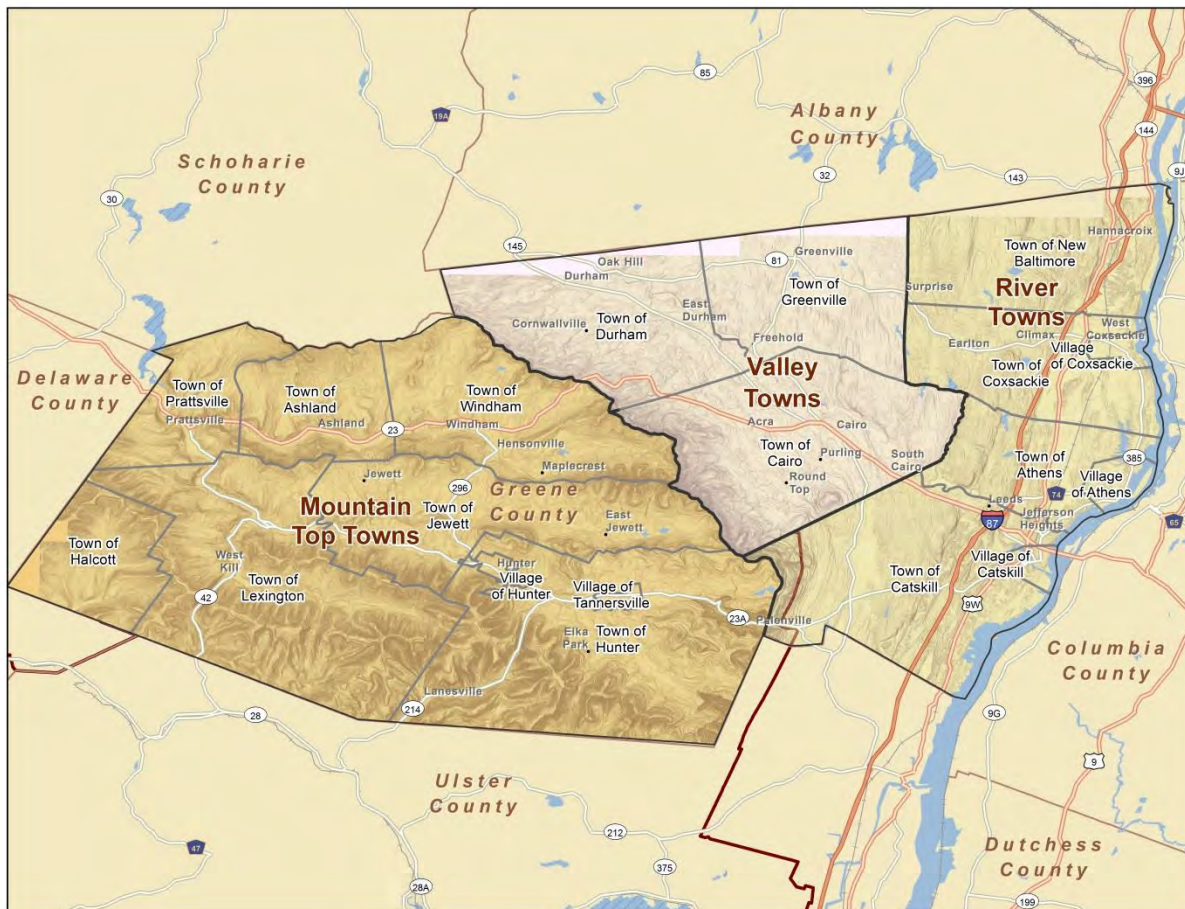 396
85
Albany
County
19A
144
Schoharie
County
143
9J
32
30
Hannacroix
145
Greenville
Town of New
Baltimore
Oak Hill
81
Durham
Town of
Greenville
Surprise
River
Towns
East
Durham
Cornwallville
Town of
Durham
West
Coxsackie
Climax
Freehold
Earlton
Village
of Coxsackie
Town of
Coxsackie
Valley
Towns
Delaware
County
Town of
Prattsville
Town of
Ashland
Town of
Windham
Prattsville
Ashland
23
Windham
Acra
Cairo
Hensonville
Town of
Cairo
Purling
South
Cairo
385
Town of
Athens
Maplecrest
Jewett
Round
Top
Village
of Athens
296
Greene
County
74
Leeds
Mountain
Top Towns
Town of
Jewett
East
Jewett
87
Jefferson
Heights
65
Town of
Halcott
West
Kill
Hunter
Village
of Hunter
Village of
Catskill
Town of
Lexington
Village of
Tannersville
Town of
Catskill
42
9W
23A
Palenville
Elka
Park
Town of
Hunter
Columbia
County
Lanesville
214
28
9G
9
Ulster
County
212
47
375
Dutchess
County
28A
199